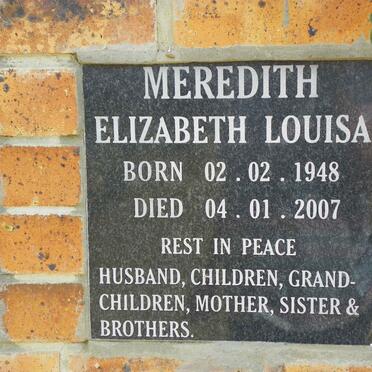 MEREDITH
ELIZABETH LOUISA
BORN 02 . 02 . 1948
DIED 04 . 01 . 2007
REST IN PEACE
HUSBAND, CHILDREN, GRAND-
CHILDREN, MOTHER, SISTER &
BROTHERS.